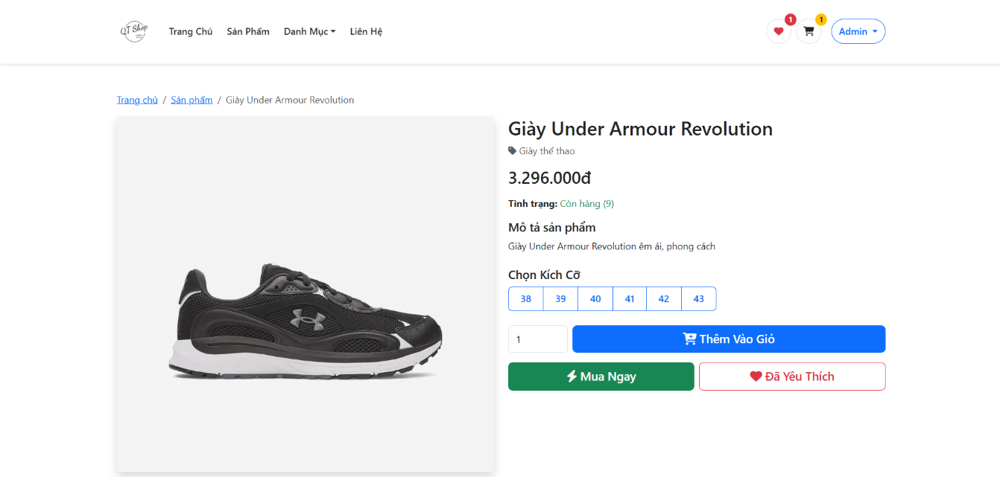 QT Shop
Trang Chủ Sản Phẩm Danh Mục Liên Hệ
1
1
Admin
Trang chủ / Sản phẩm / Giày Under Armour Revolution
Giày Under Armour Revolution
Giày thể thao
3.296.000đ
Tình trạng: Còn hàng (9)
Mô tả sản phẩm
Giày Under Armour Revolution êm ái, phong cách
Chọn Kích Cỡ
38 39 40 41 42 43
1
Thêm Vào Giỏ
Mua Ngay
Đã Yêu Thích